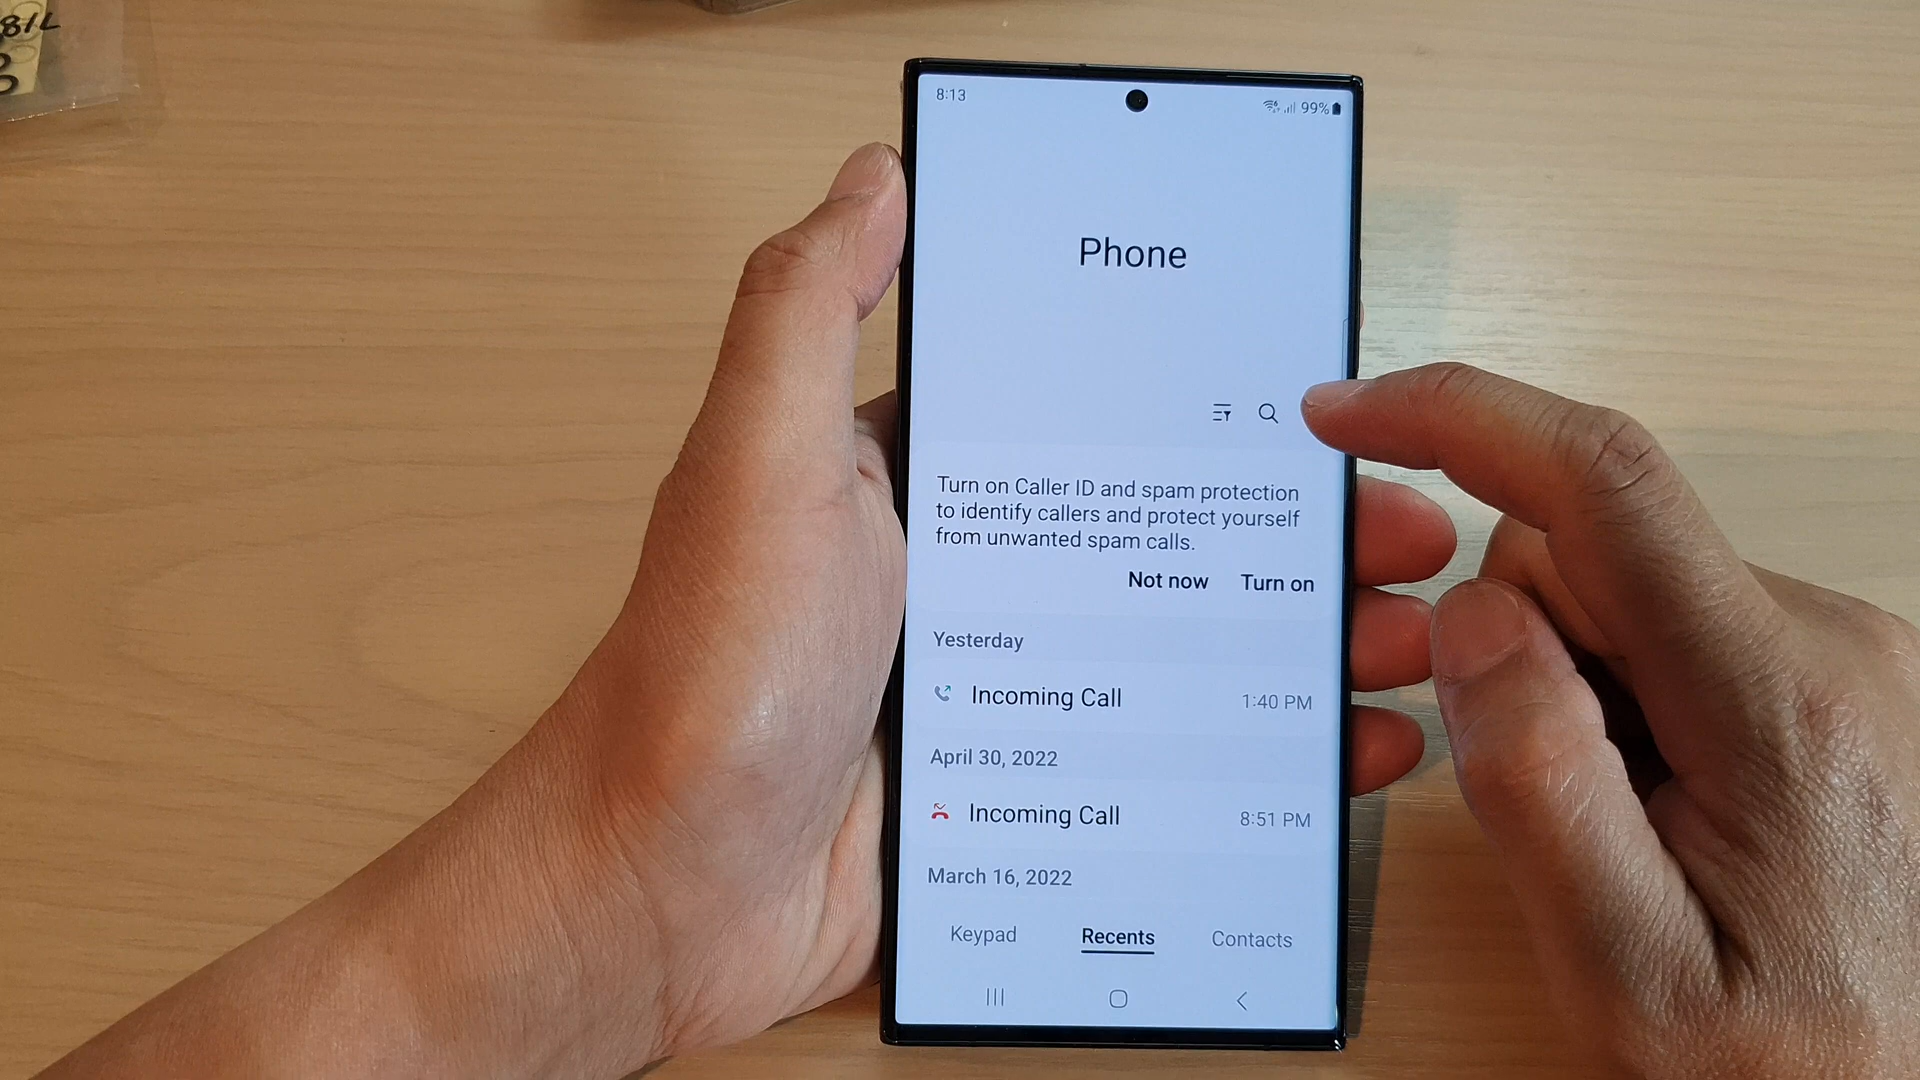 81L
8:13
99%
Phone
Turn on Caller ID and spam protection
to identify callers and protect yourself
from unwanted spam calls.
Not now Turn on
Yesterday
Incoming Call 1:40 PM
April 30, 2022
Incoming Call 8:51 PM
March 16, 2022
Keypad Recents Contacts